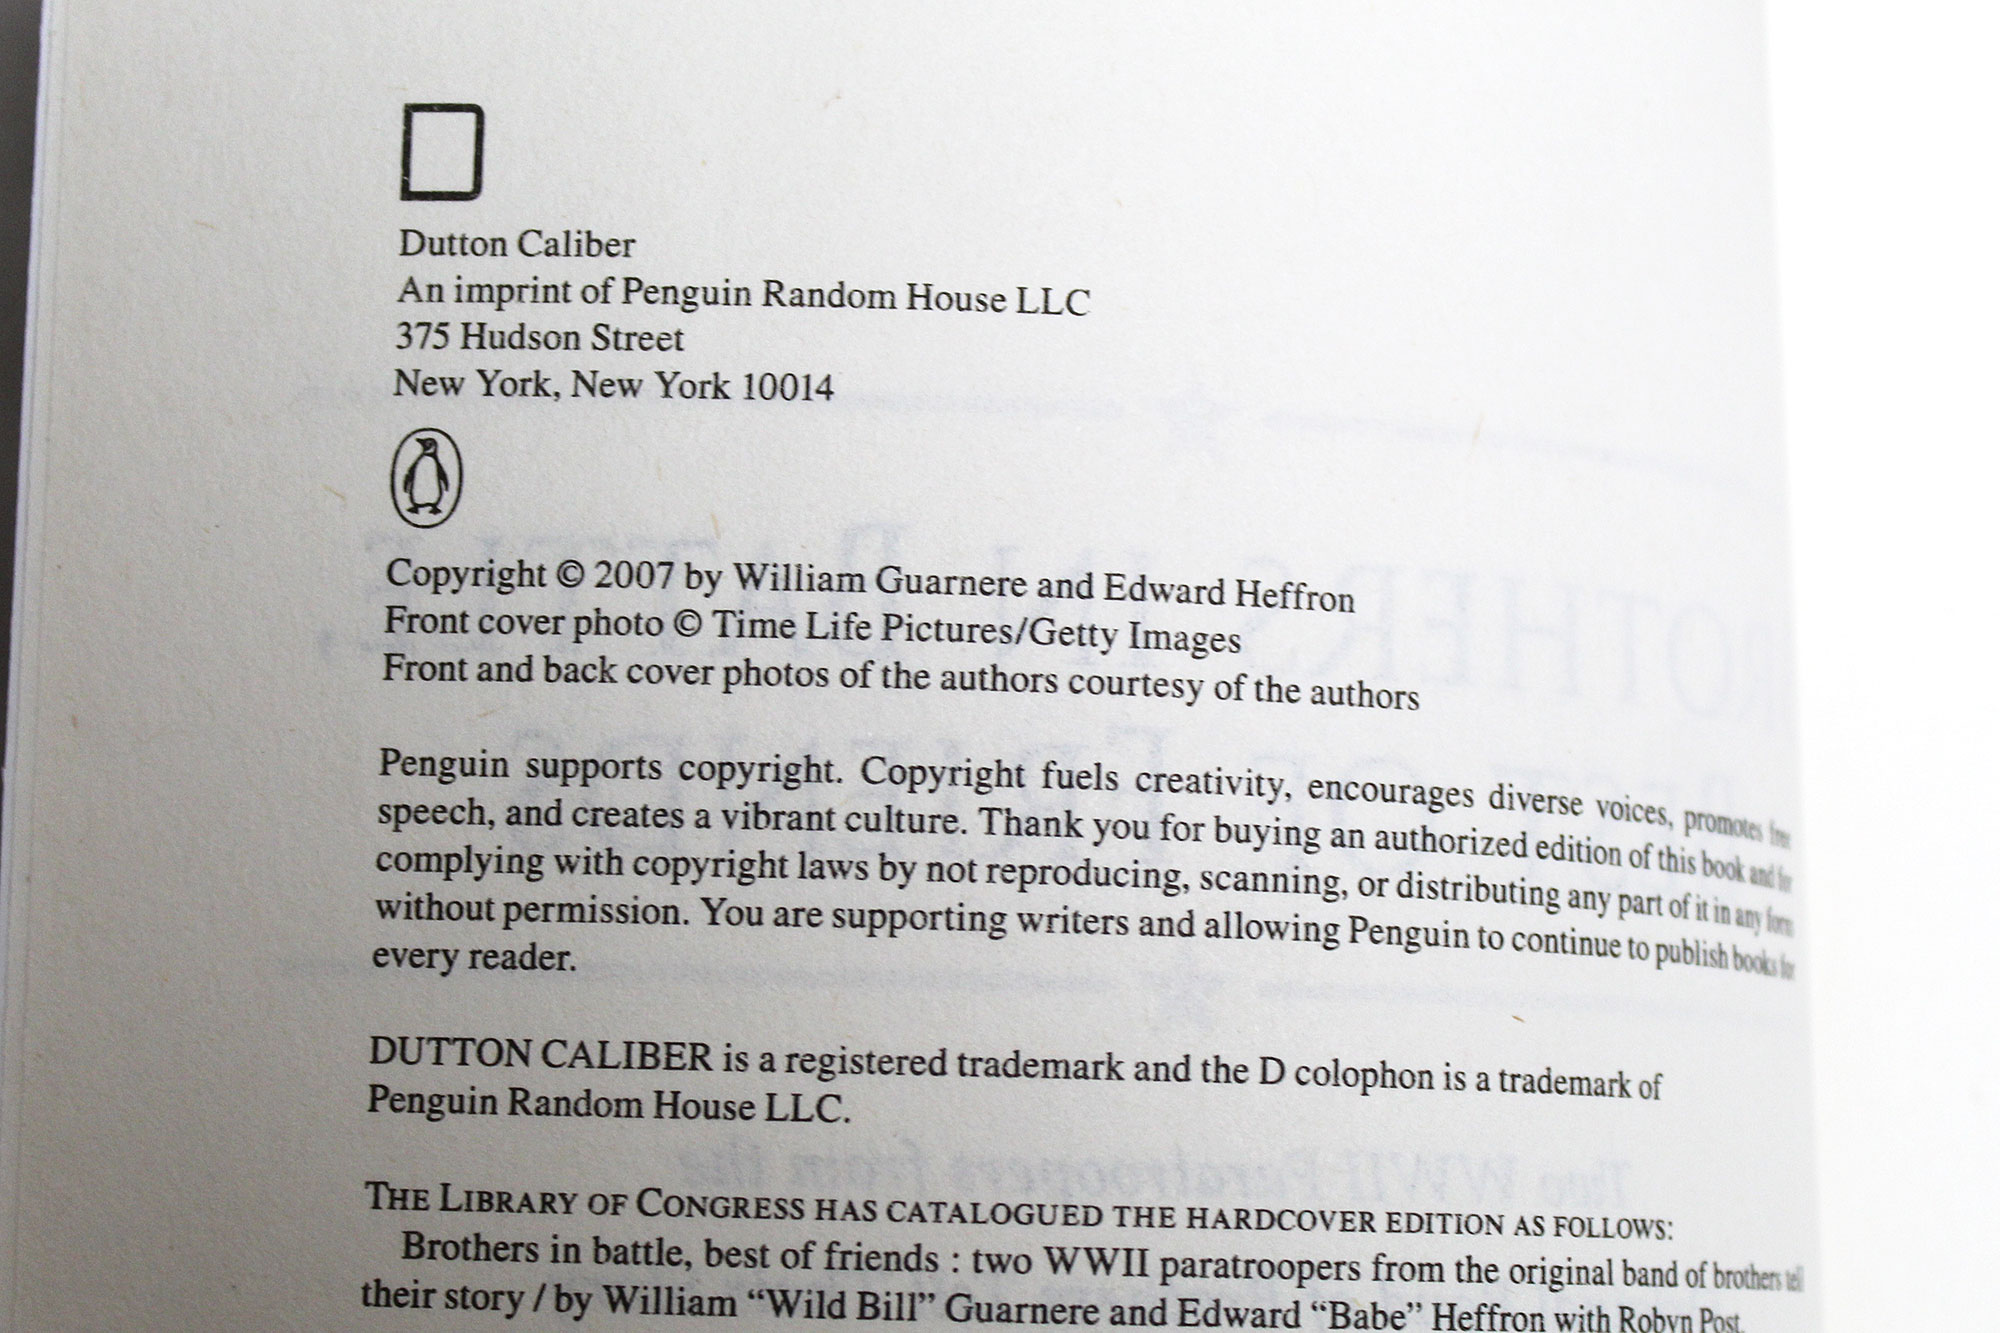 Dutton Caliber
An imprint of Penguin Random House LLC
375 Hudson Street
New York, New York 10014
Copyright © 2007 by William Guarnere and Edward Heffron
Front cover photo © Time Life Pictures/Getty Images
Front and back cover photos of the authors courtesy of the authors
Penguin supports copyright. Copyright fuels creativity, encourages diverse voices, promotes free
speech, and creates a vibrant culture. Thank you for buying an authorized edition of this book and for
complying with copyright laws by not reproducing, scanning, or distributing any part of it in any form
without permission. You are supporting writers and allowing Penguin to continue to publish books for
every reader.
DUTTON CALIBER is a registered trademark and the D colophon is a trademark of
Penguin Random House LLC.
THE LIBRARY OF CONGRESS HAS CATALOGUED THE HARDCOVER EDITION AS FOLLOWS:
Brothers in battle, best of friends : two WWII paratroopers from the original band of brothers tell
their story / by William “Wild Bill” Guarnere and Edward “Babe” Heffron with Robyn Post.